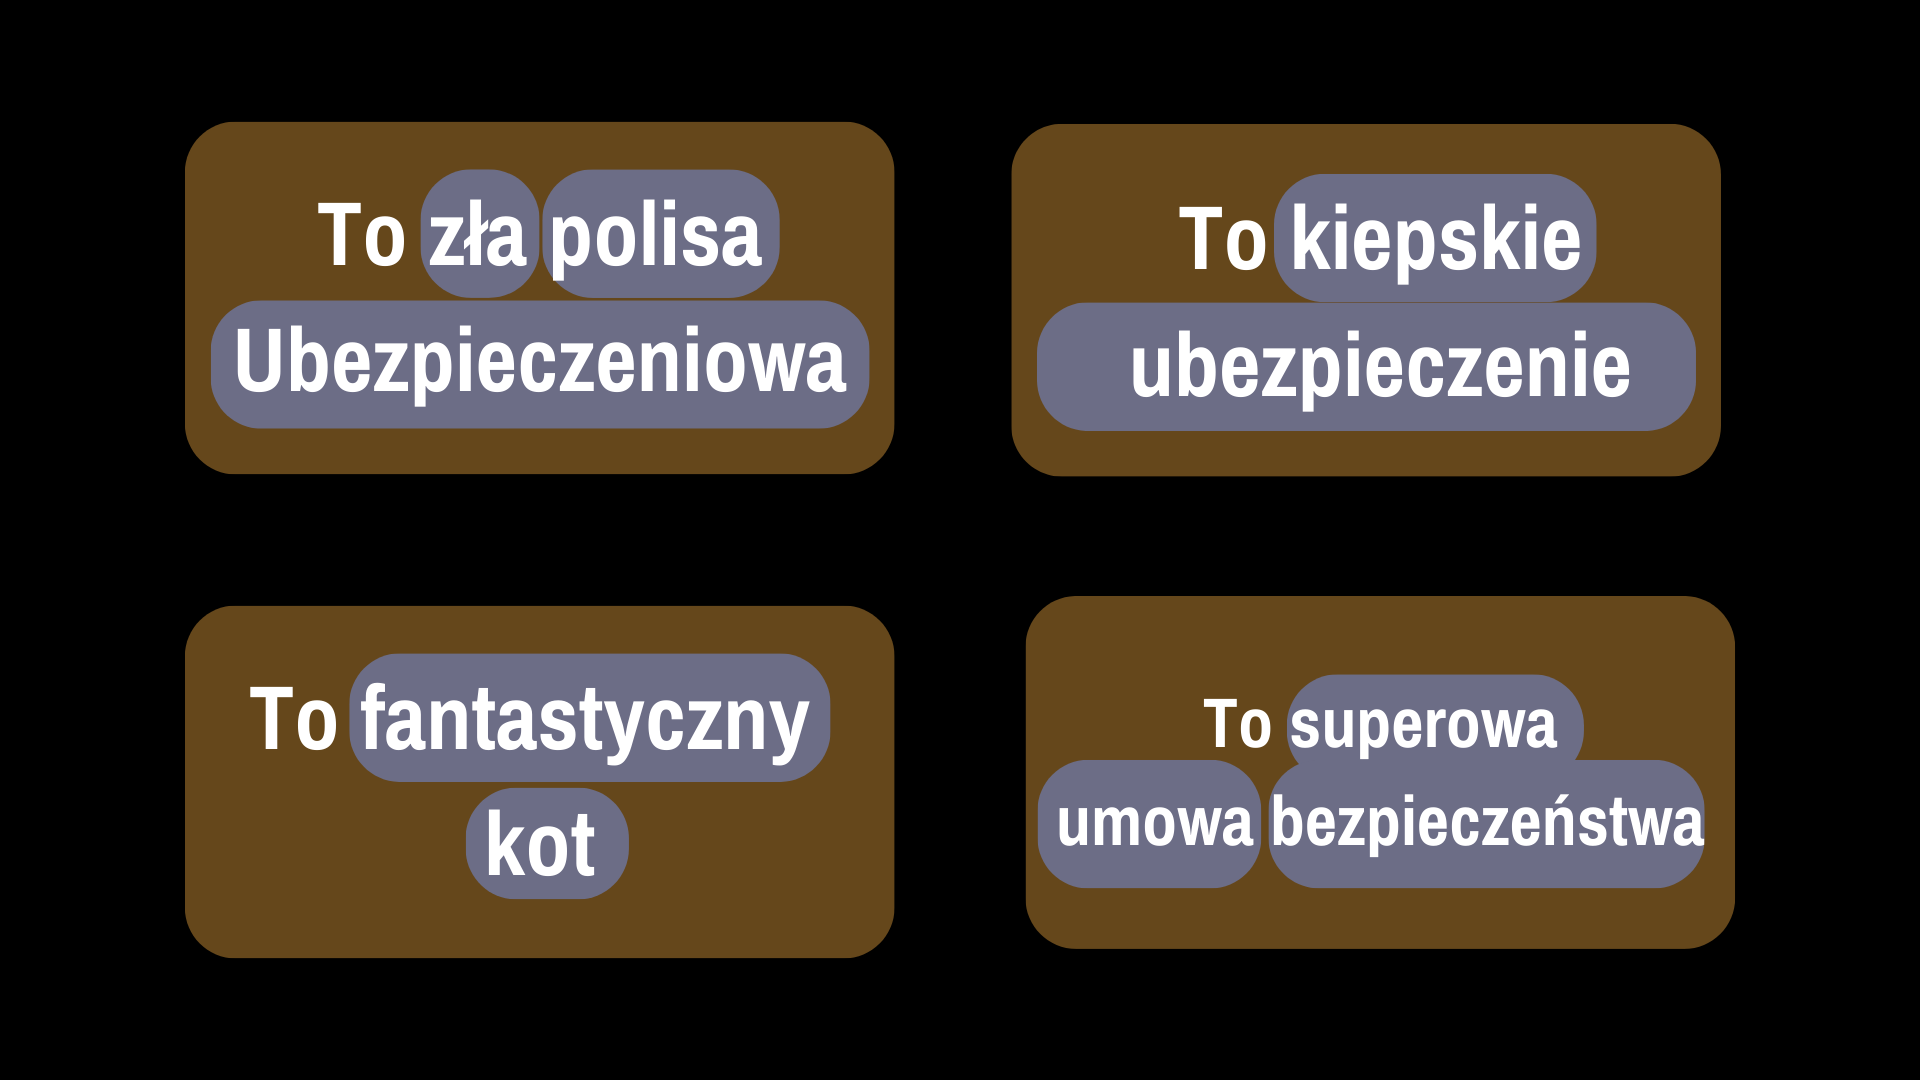 To zła polisa
Ubezpieczeniowa
To kiepskie
ubezpieczenie
To fantastyczny
kot
To superowa
umowa bezpieczeństwa